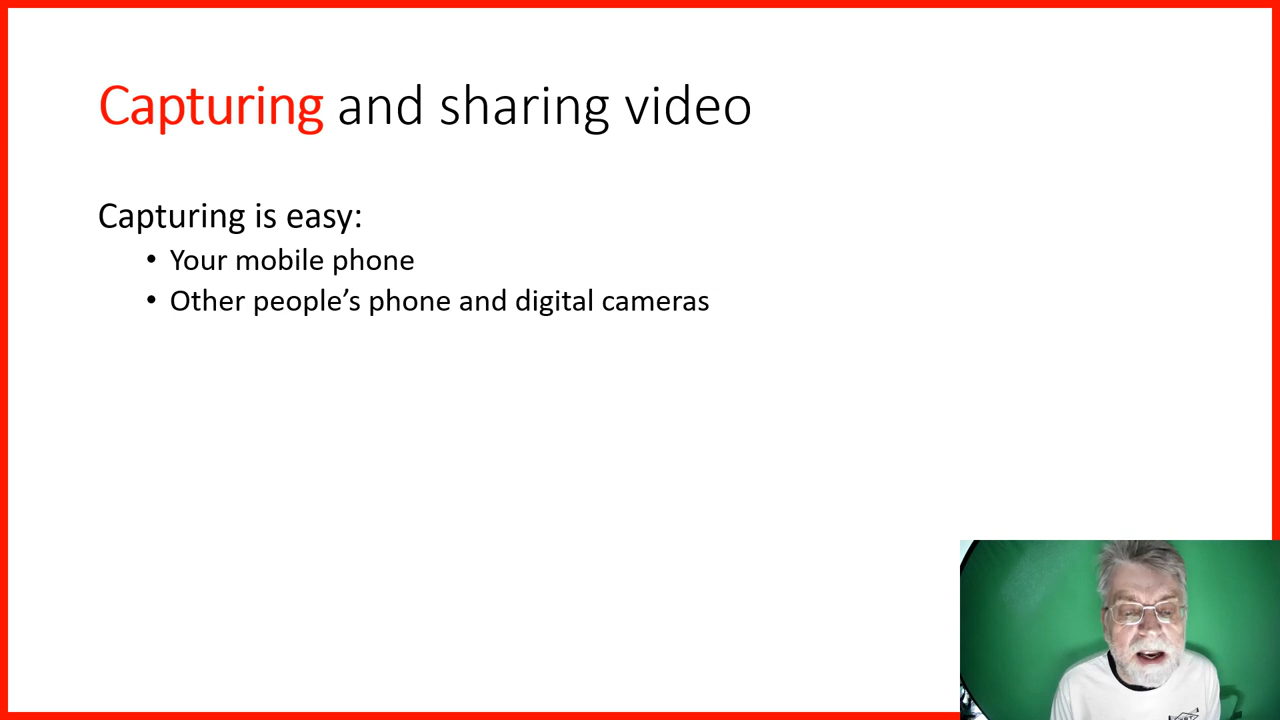 Capturing and sharing video
Capturing is easy:
• Your mobile phone
• Other people’s phone and digital cameras